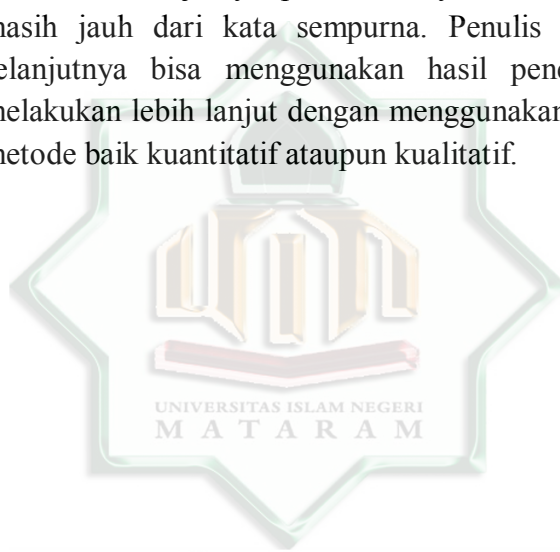 masih jauh dari kata sempurna. Penulis
selanjutnya bisa menggunakan hasil
melakukan lebih lanjut dengan menggunakan
metode baik kuantitatif ataupun kualitatif.
UNIVERSITAS ISLAM NEGERI
MATARAM